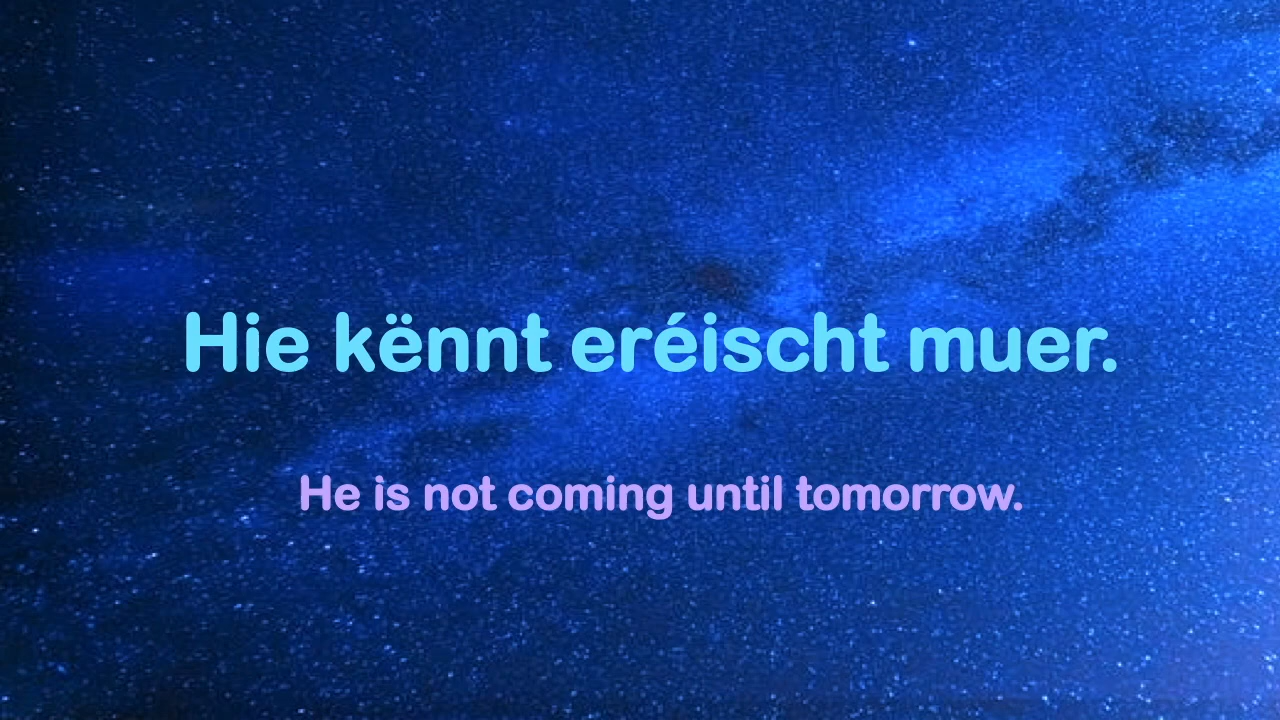 Hie kënnt eréischt muer.
He is not coming until tomorrow.